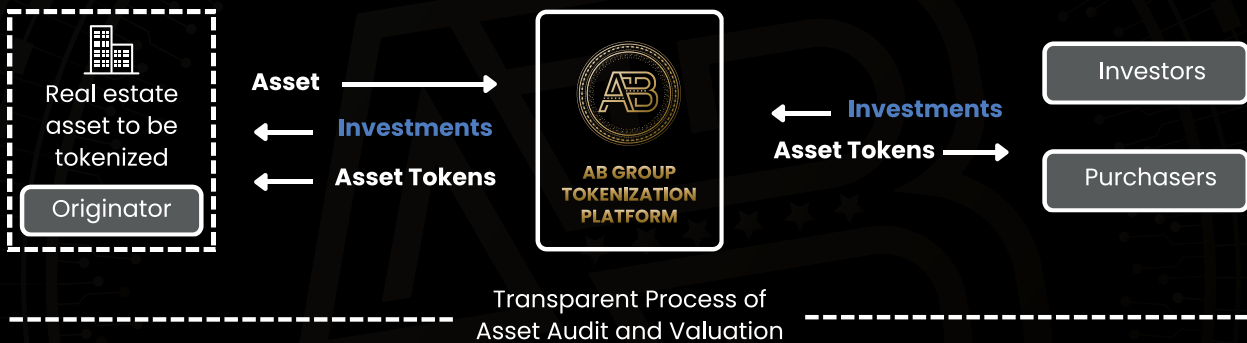 Real estate
asset to be
tokenized
Originator
Asset
Investments
Asset Tokens
AB
AB GROUP
TOKENIZATION
PLATFORM
Investments
Asset Tokens
Investors
Purchasers
Transparent Process of
Asset Audit and Valuation